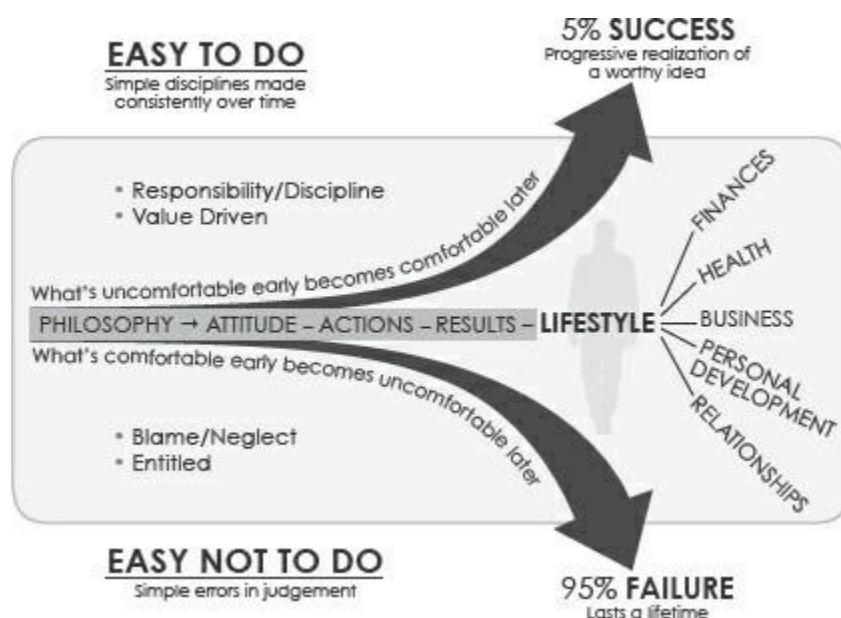 EASY TO DO
Simple disciplines made
consistently over time
5% SUCCESS
Progressive realization of
a worthy idea
• Responsibility/Discipline
• Value Driven
What's uncomfortable early becomes comfortable later
PHILOSOPHY → ATTITUDE – ACTIONS – RESULTS – LIFESTYLE
What's comfortable early becomes uncomfortable later
FINANCES
HEALTH
BUSINESS
PERSONAL
DEVELOPMENT
RELATIONSHIPS
• Blame/Neglect
• Entitled
EASY NOT TO DO
Simple errors in judgement
95% FAILURE
Lasts a lifetime